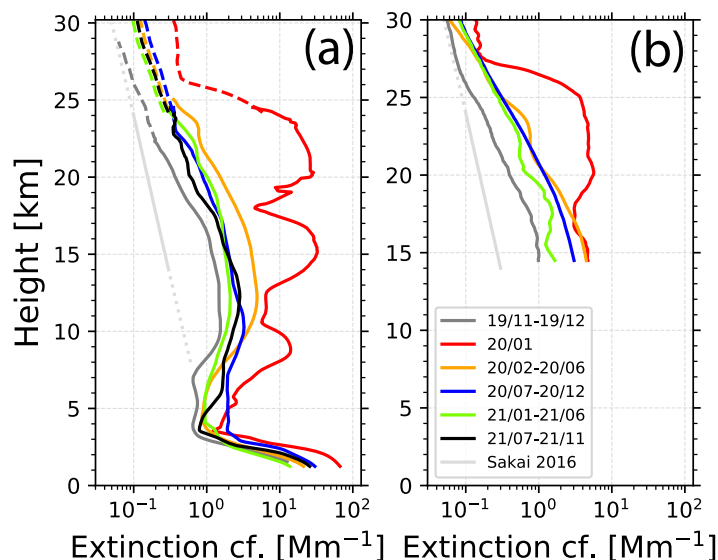 (a)
30
25
20
15
10
5
0
Height [km]
10⁻¹ 10⁰ 10¹ 10²
Extinction cf. [Mm⁻¹]
(b)
30
25
20
15
10
5
0
19/11-19/12
20/01
20/02-20/06
20/07-20/12
21/01-21/06
21/07-21/11
Sakai 2016
10⁻¹ 10⁰ 10¹ 10²
Extinction cf. [Mm⁻¹]